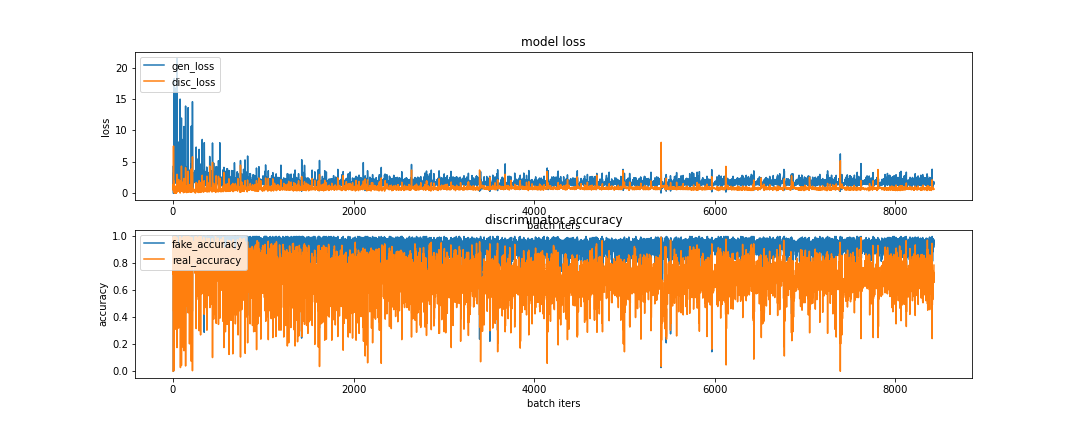 model loss
gen_loss
disc_loss
20
15
10
5
0
loss
0
2000
4000
6000
8000
batch iters
discriminator accuracy
fake_accuracy
real_accuracy
1.0
0.8
0.6
0.4
0.2
0.0
accuracy
0
2000
4000
6000
8000
batch iters